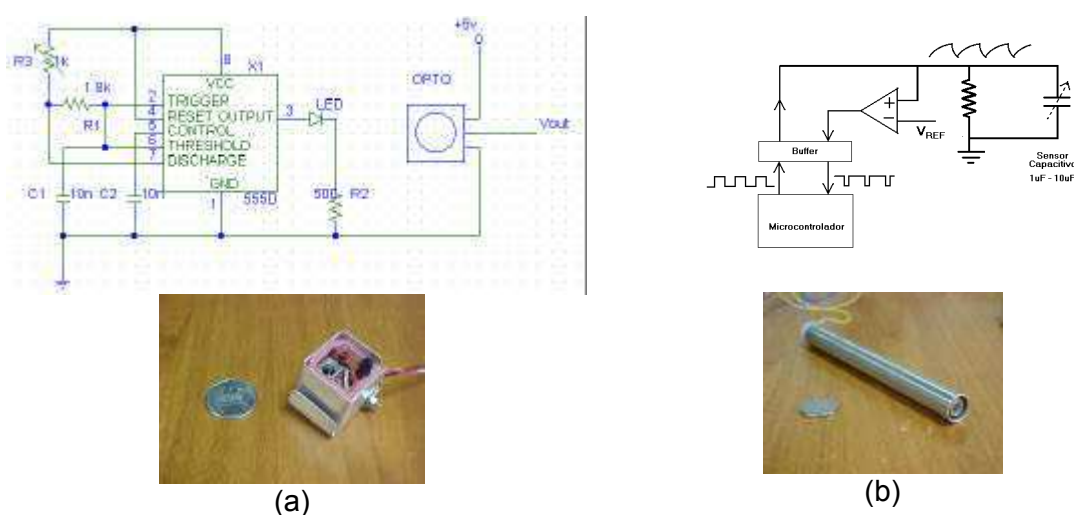 +5v
R3 1k
8 X1
VCC
OPTO
1.8k
2 TRIGGER
R1
4 RESET OUTPUT 3 LED
5 CONTROL
6 THRESHOLD
7 DISCHARGE
Vout
GND
C1 10n C2 10n
1 555D
500 R2
+
−
VREF
Buffer
Sensor
Capacitivo
1uF - 10uF
Microcontrolador
(a)
(b)